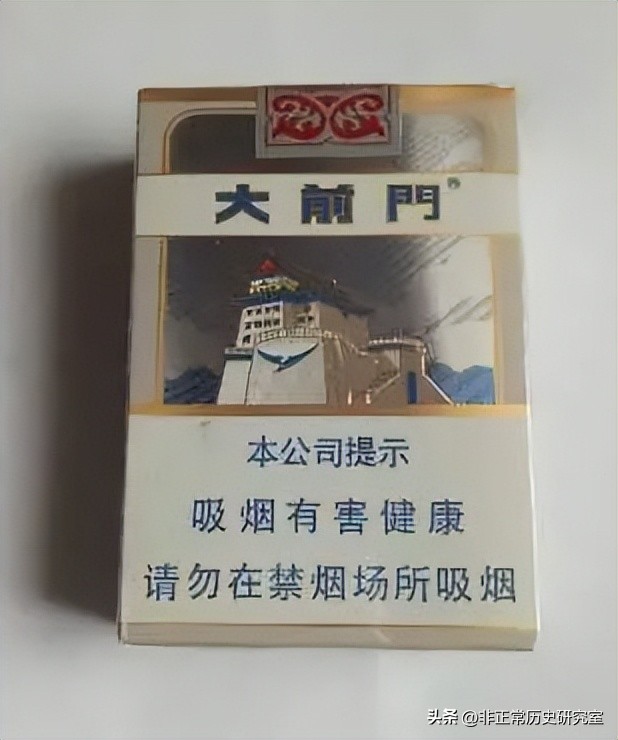 大前門
本公司提示
吸烟有害健康
请勿在禁烟场所吸烟
头条 @非正常历史研究室